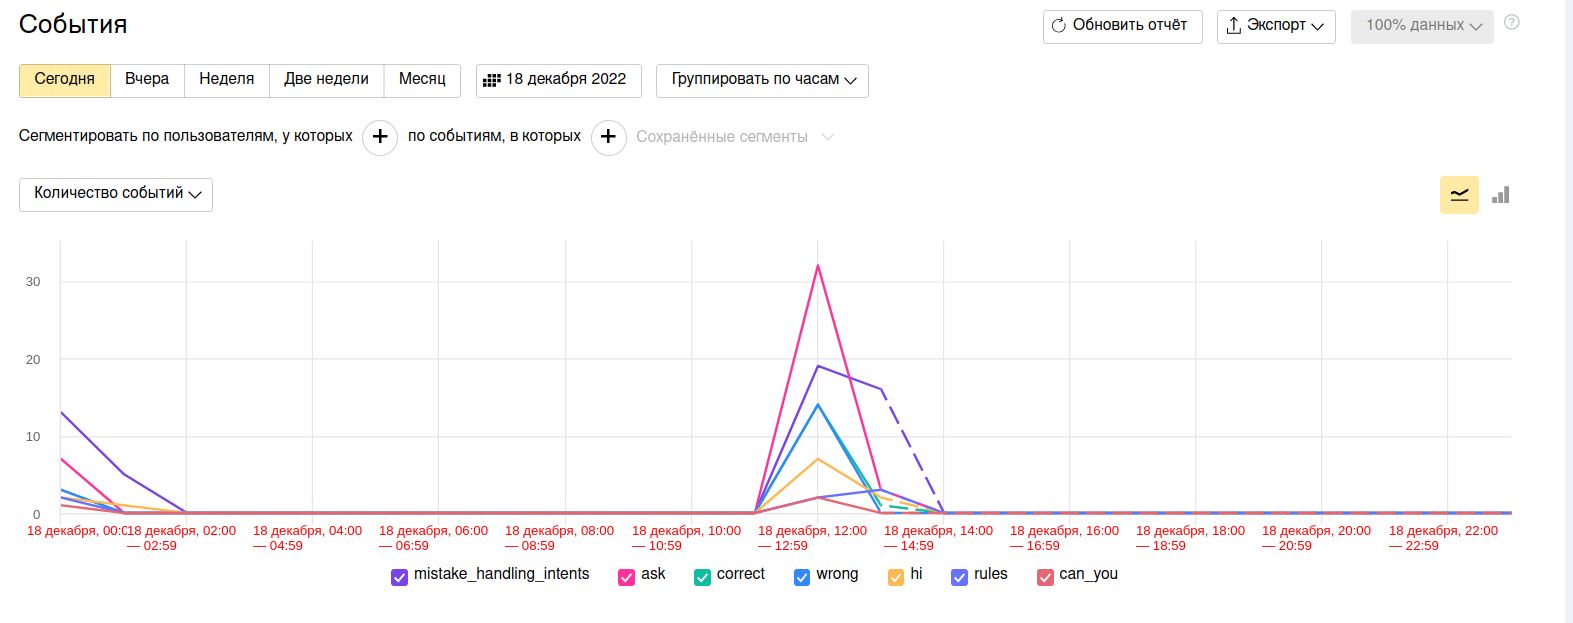 События
Обновить отчёт Экспорт 100% данных ?
Сегодня Вчера Неделя Две недели Месяц 18 декабря 2022 Группировать по часам
Сегментировать по пользователям, у которых + по событиям, в которых + Сохранённые сегменты
Количество событий
30
20
10
0
18 декабря, 00:0 18 декабря, 02:00 18 декабря, 04:00 18 декабря, 06:00 18 декабря, 08:00 18 декабря, 10:00 18 декабря, 12:00 18 декабря, 14:00 18 декабря, 16:00 18 декабря, 18:00 18 декабря, 20:00 18 декабря, 22:00
— 02:59 — 04:59 — 06:59 — 08:59 — 10:59 — 12:59 — 14:59 — 16:59 — 18:59 — 20:59 — 22:59
mistake_handling_intents ask correct wrong hi rules can_you